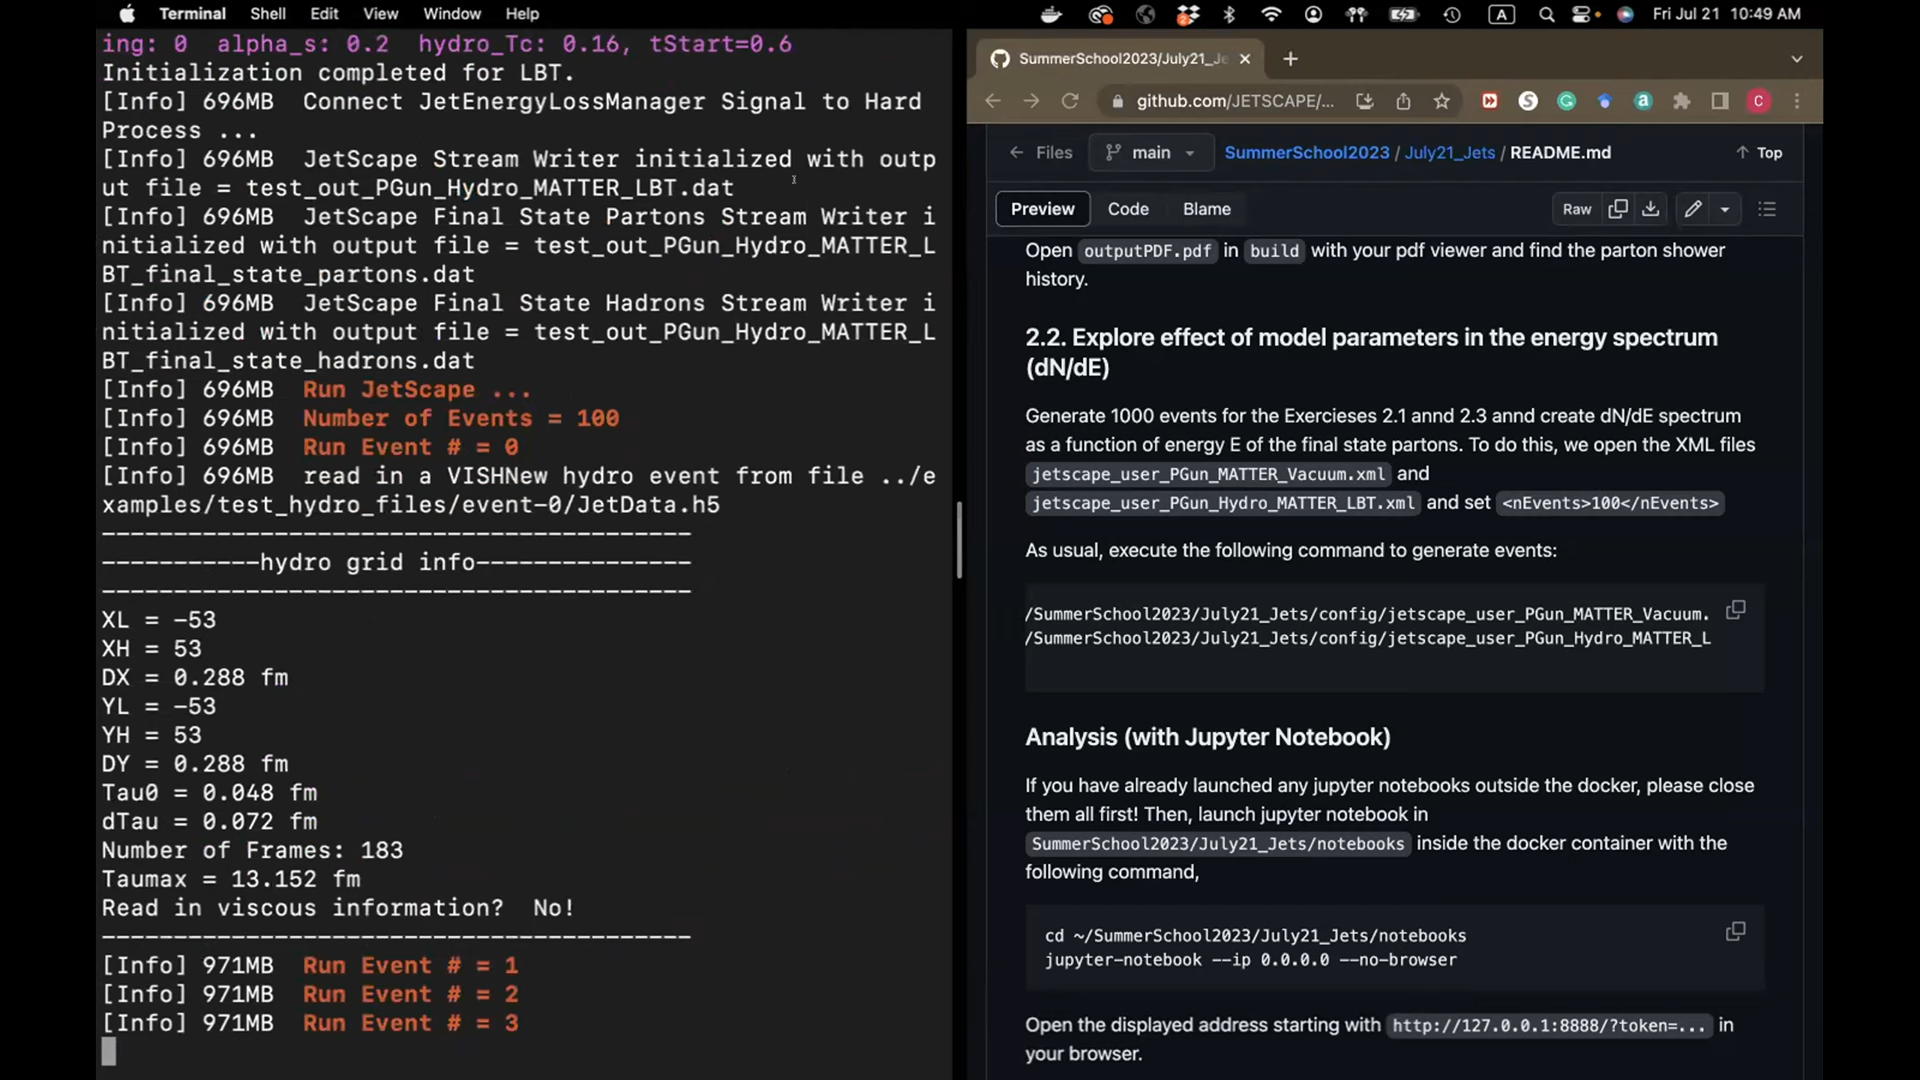 Terminal Shell Edit View Window Help
A Fri Jul 21 10:49 AM
ing: 0 alpha_s: 0.2 hydro_Tc: 0.16, tStart=0.6
Initialization completed for LBT.
[Info] 696MB Connect JetEnergyLossManager Signal to Hard
Process ...
[Info] 696MB JetScape Stream Writer initialized with outp
ut file = test_out_PGun_Hydro_MATTER_LBT.dat
[Info] 696MB JetScape Final State Partons Stream Writer i
nitialized with output file = test_out_PGun_Hydro_MATTER_L
BT_final_state_partons.dat
[Info] 696MB JetScape Final State Hadrons Stream Writer i
nitialized with output file = test_out_PGun_Hydro_MATTER_L
BT_final_state_hadrons.dat
[Info] 696MB Run JetScape ...
[Info] 696MB Number of Events = 100
[Info] 696MB Run Event # = 0
[Info] 696MB read in a VISHNew hydro event from file ../e
xamples/test_hydro_files/event-0/JetData.h5
-----------------------------------------
-----------hydro grid info---------------
-----------------------------------------
XL = -53
XH = 53
DX = 0.288 fm
YL = -53
YH = 53
DY = 0.288 fm
Tau0 = 0.048 fm
dTau = 0.072 fm
Number of Frames: 183
Taumax = 13.152 fm
Read in viscous information? No!
-----------------------------------------
[Info] 971MB Run Event # = 1
[Info] 971MB Run Event # = 2
[Info] 971MB Run Event # = 3
SummerSchool2023/July21_Je
github.com/JETSCAPE/...
S
G
a
C
Files main SummerSchool2023 / July21_Jets / README.md Top
Preview Code Blame Raw
Open outputPDF.pdf in build with your pdf viewer and find the parton shower
history.
2.2. Explore effect of model parameters in the energy spectrum
(dN/dE)
Generate 1000 events for the Exercieses 2.1 annd 2.3 annd create dN/dE spectrum
as a function of energy E of the final state partons. To do this, we open the XML files
jetscape_user_PGun_MATTER_Vacuum.xml and
jetscape_user_PGun_Hydro_MATTER_LBT.xml and set <nEvents>100</nEvents>
As usual, execute the following command to generate events:
/SummerSchool2023/July21_Jets/config/jetscape_user_PGun_MATTER_Vacuum.
/SummerSchool2023/July21_Jets/config/jetscape_user_PGun_Hydro_MATTER_L
Analysis (with Jupyter Notebook)
If you have already launched any jupyter notebooks outside the docker, please close
them all first! Then, launch jupyter notebook in
SummerSchool2023/July21_Jets/notebooks inside the docker container with the
following command,
cd ~/SummerSchool2023/July21_Jets/notebooks
jupyter-notebook --ip 0.0.0.0 --no-browser
Open the displayed address starting with http://127.0.0.1:8888/?token=... in
your browser.